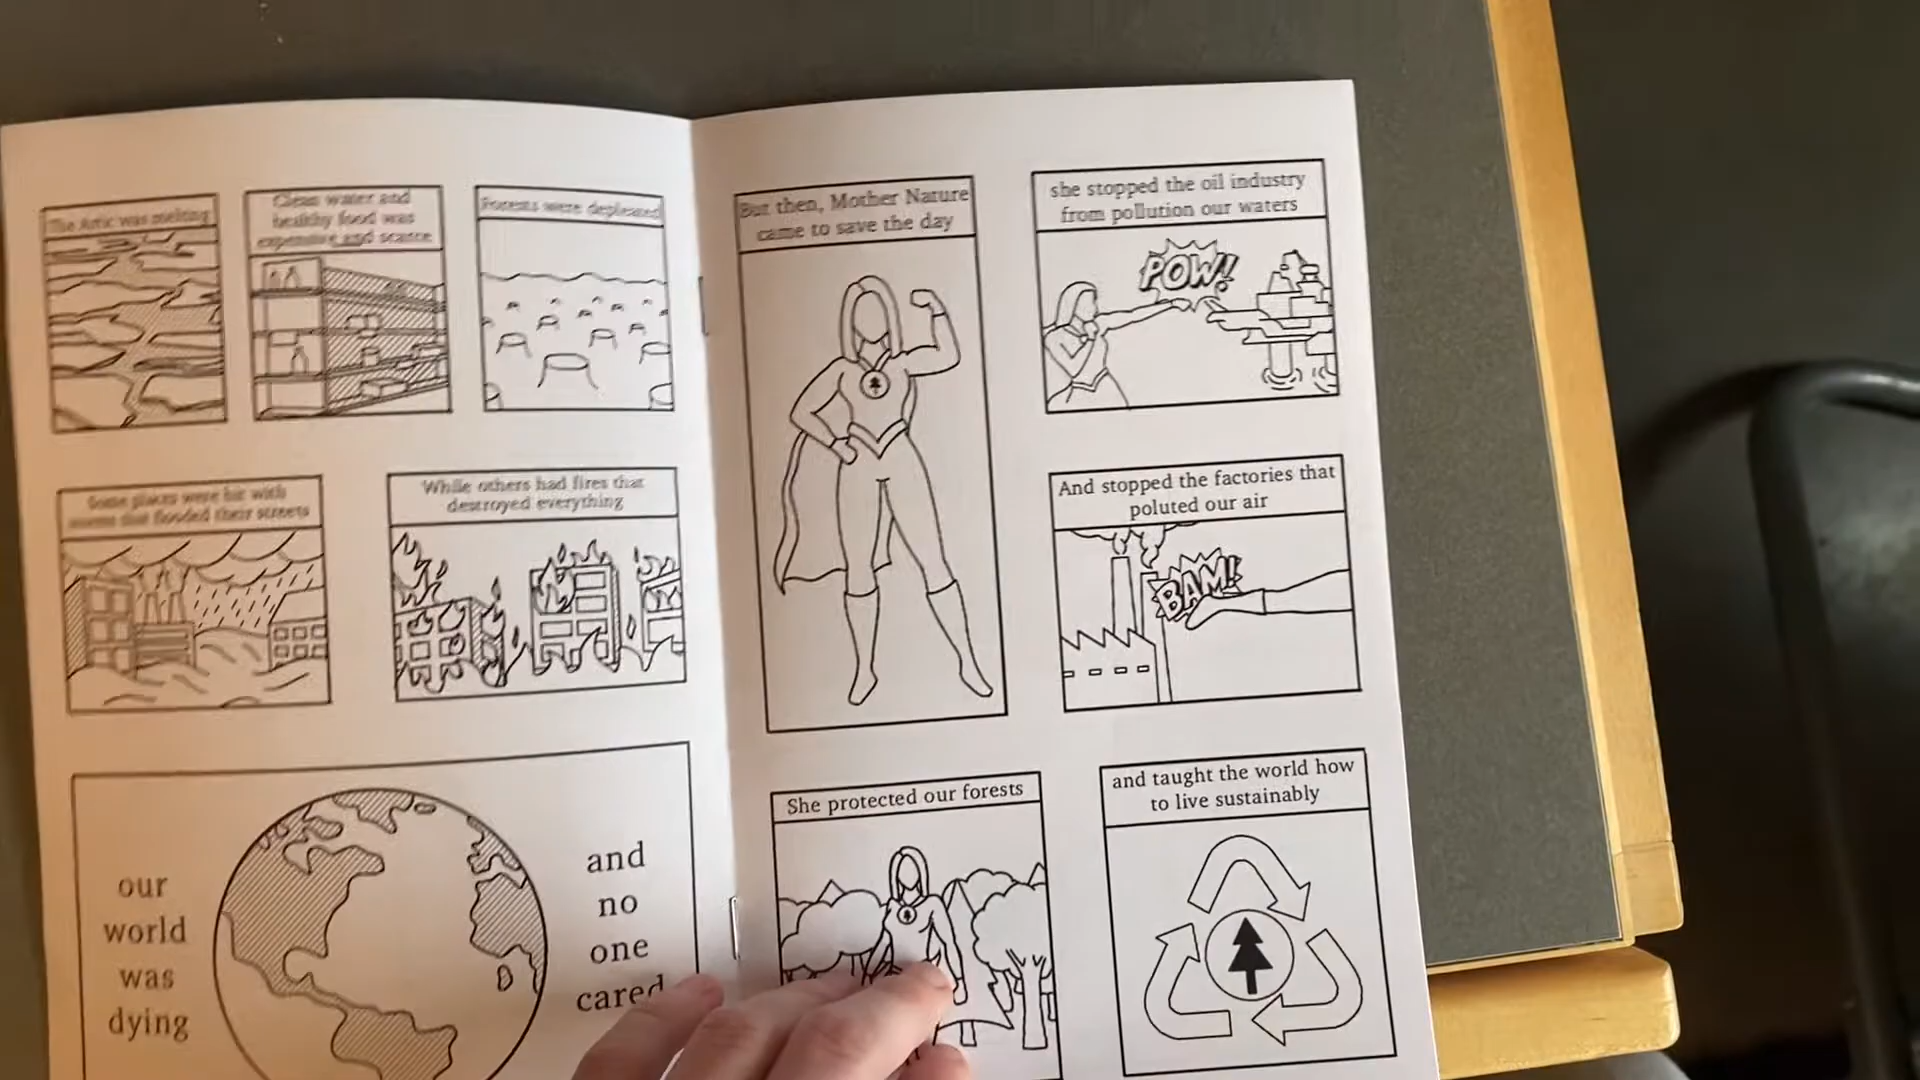 The Artic was melting
Clean water and
healthy food was
expensive and scarce
Forests were depleated
Some places were hit with
storms that flooded their streets
While others had fires that
destroyed everything
our
world
was
dying
and
no
one
cared
But then, Mother Nature
came to save the day
she stopped the oil industry
from pollution our waters
POW!
And stopped the factories that
poluted our air
BAM!
She protected our forests
and taught the world how
to live sustainably